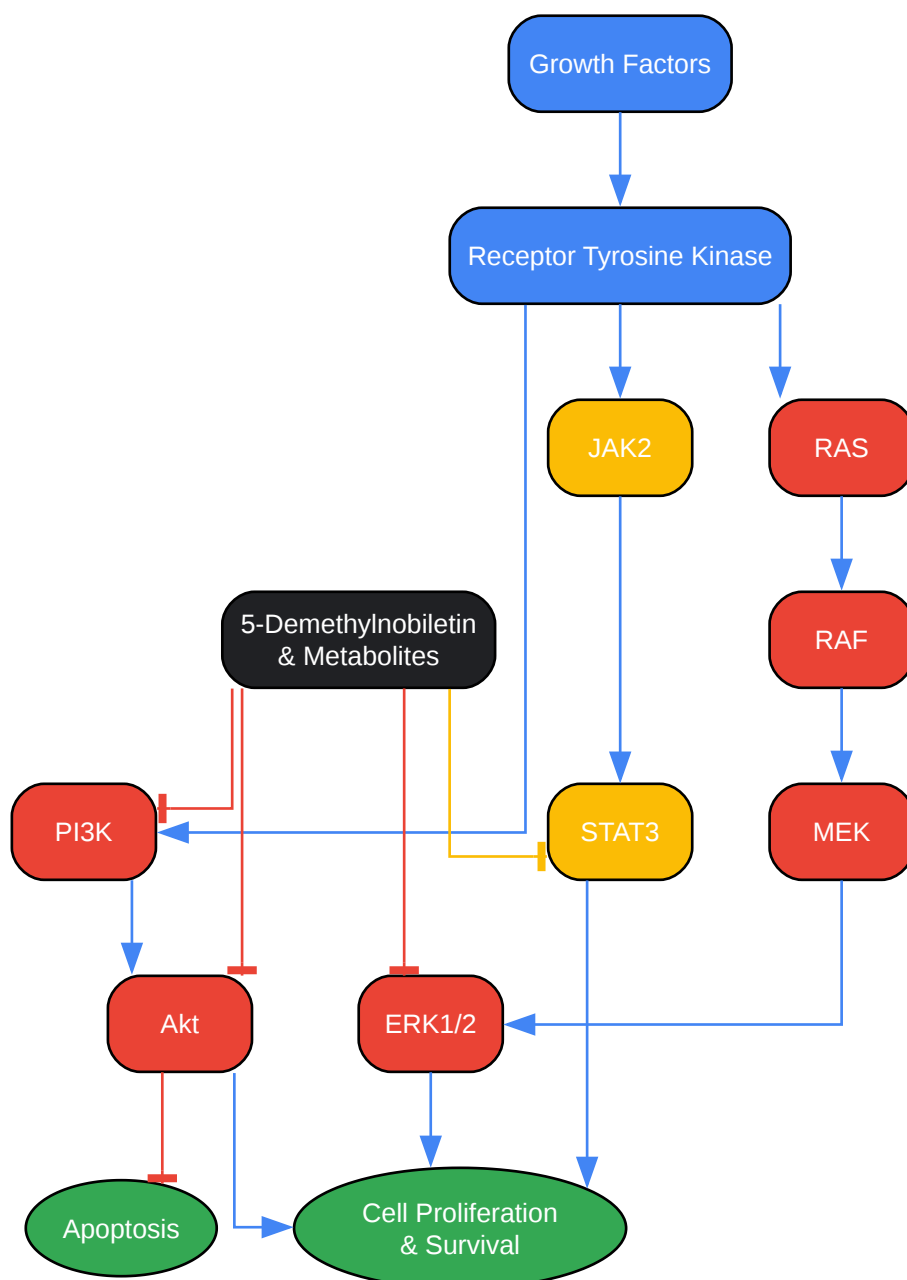 Growth Factors
Receptor Tyrosine Kinase
JAK2
RAS
5-Demethylnobiletin
& Metabolites
RAF
PI3K
STAT3
MEK
Akt
ERK1/2
Apoptosis
Cell Proliferation
& Survival